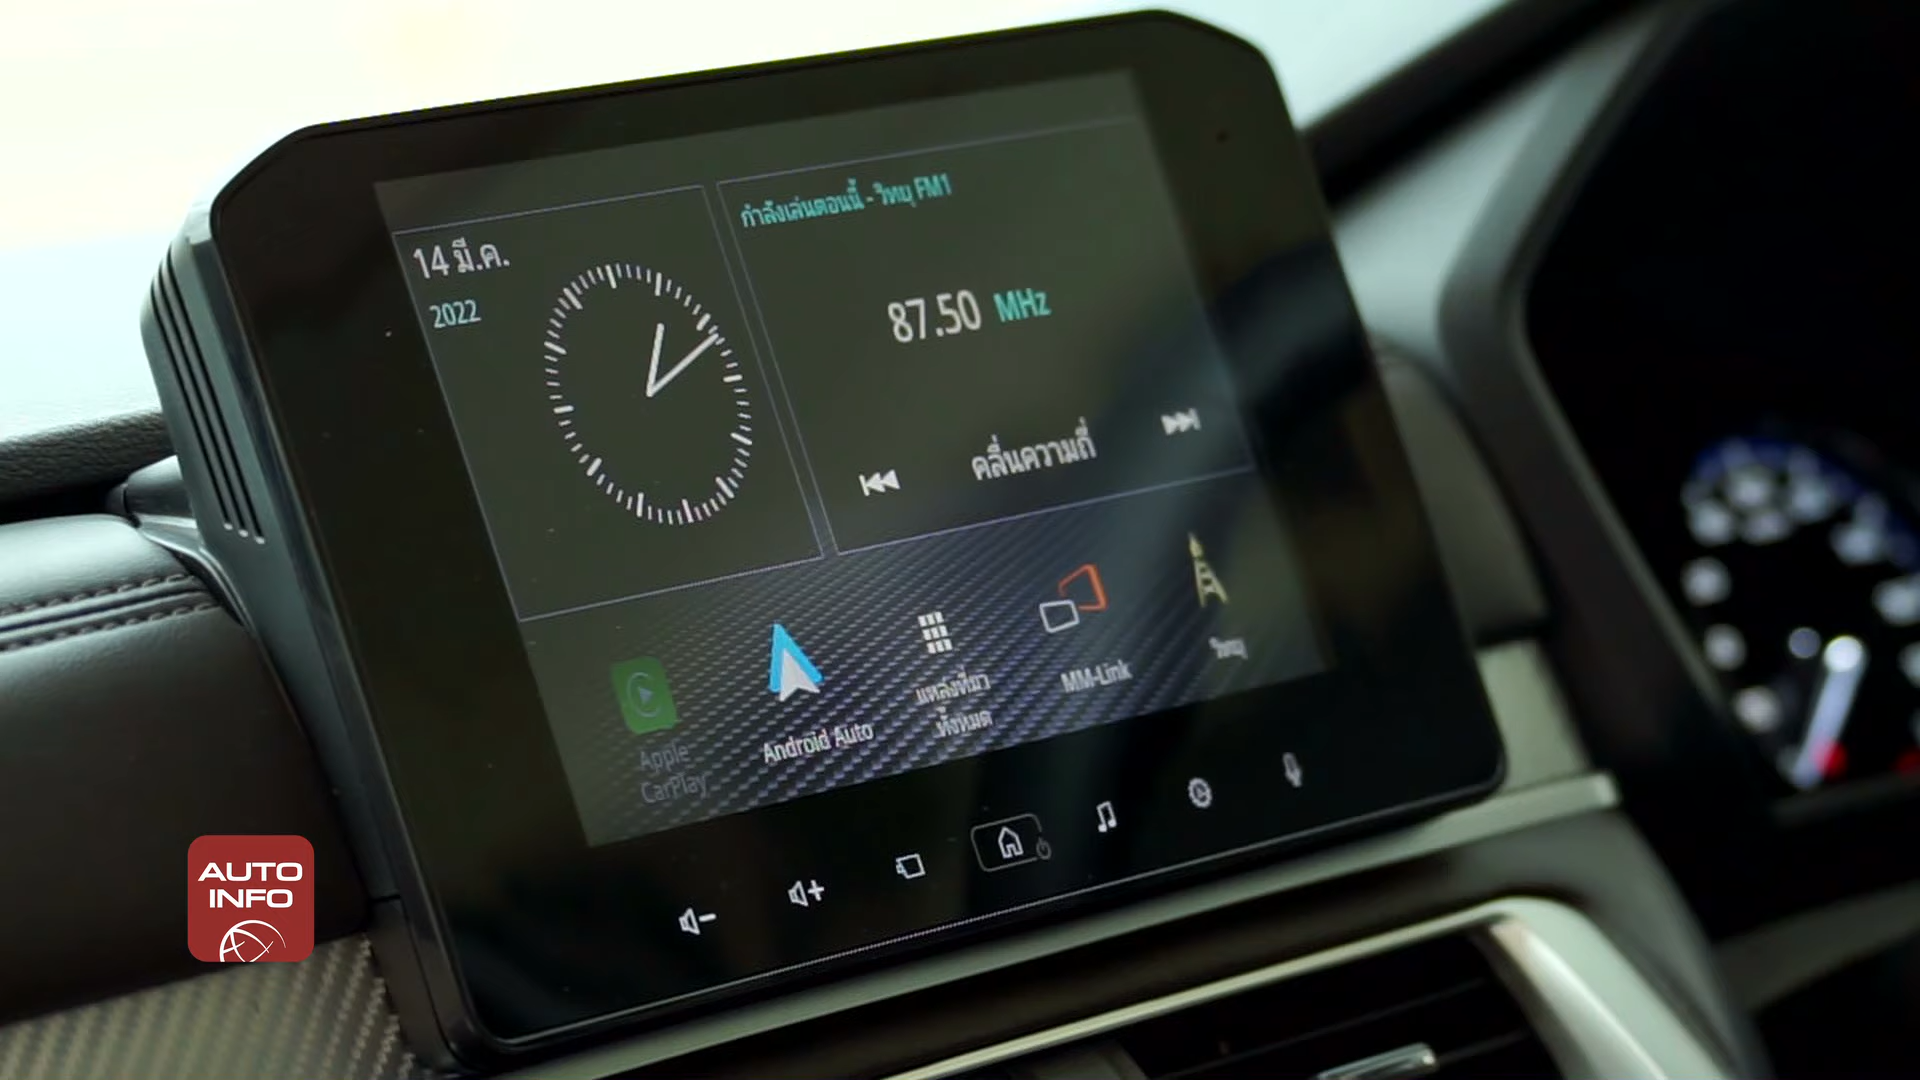 14 มี.ค.
2022
กำลังเล่นตอนนี้ - วิทยุ FM1
87.50 MHz
คลื่นความถี่
Apple
CarPlay
Android Auto
แหล่งที่มา
ทั้งหมด
MM-Link
วิทยุ
AUTO
INFO